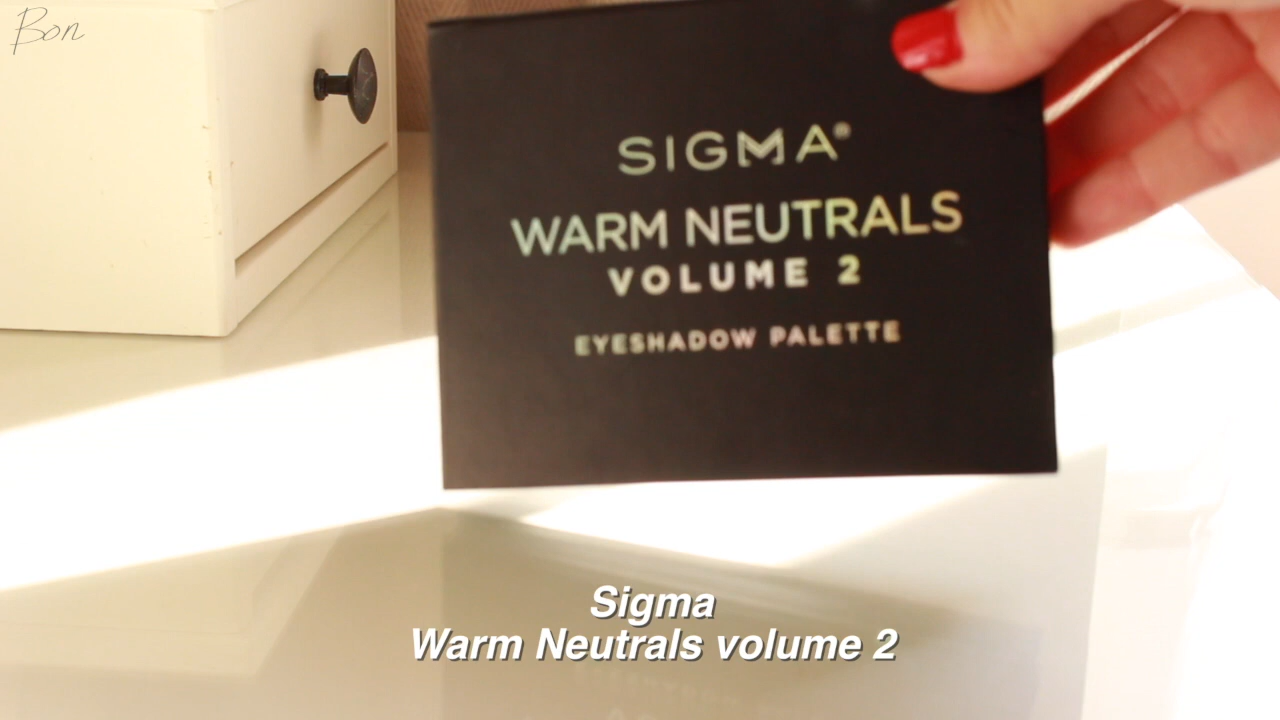 Bon
SIGMA®
WARM NEUTRALS
VOLUME 2
EYESHADOW PALETTE
Sigma
Warm Neutrals volume 2